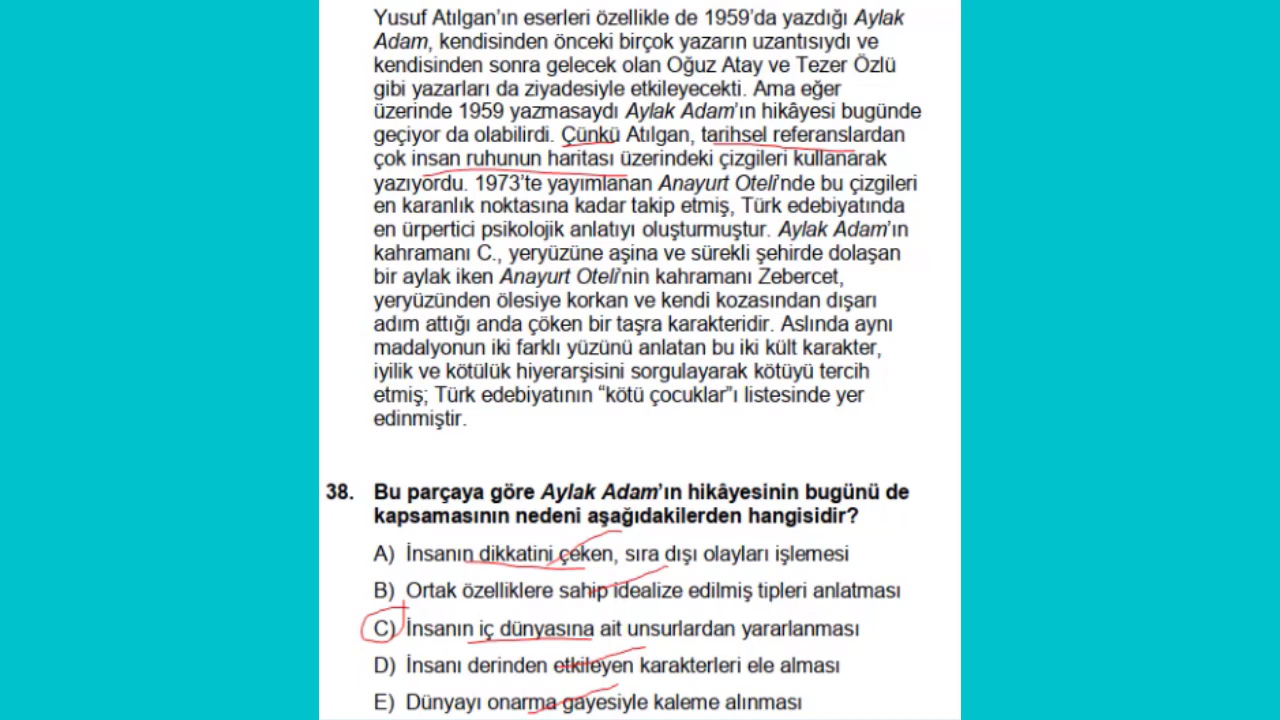 Yusuf Atılgan’ın eserleri özellikle de 1959’da yazdığı Aylak
Adam, kendisinden önceki birçok yazarın uzantısıydı ve
kendisinden sonra gelecek olan Oğuz Atay ve Tezer Özlü
gibi yazarları da ziyadesiyle etkileyecekti. Ama eğer
üzerinde 1959 yazmasaydı Aylak Adam’ın hikâyesi bugünde
geçiyor da olabilirdi. Çünkü Atılgan, tarihsel referanslardan
çok insan ruhunun haritası üzerindeki çizgileri kullanarak
yazıyordu. 1973’te yayımlanan Anayurt Oteli’nde bu çizgileri
en karanlık noktasına kadar takip etmiş, Türk edebiyatında
en ürpertici psikolojik anlatıyı oluşturmuştur. Aylak Adam’ın
kahramanı C., yeryüzüne aşina ve sürekli şehirde dolaşan
bir aylak iken Anayurt Oteli’nin kahramanı Zebercet,
yeryüzünden ölesiye korkan ve kendi kozasından dışarı
adım attığı anda çöken bir taşra karakteridir. Aslında aynı
madalyonun iki farklı yüzünü anlatan bu iki kült karakter,
iyilik ve kötülük hiyerarşisini sorgulayarak kötüyü tercih
etmiş; Türk edebiyatının “kötü çocuklar”ı listesinde yer
edinmiştir.
38. Bu parçaya göre Aylak Adam’ın hikâyesinin bugünü de
kapsamasının nedeni aşağıdakilerden hangisidir?
A) İnsanın dikkatini çeken, sıra dışı olayları işlemesi
B) Ortak özelliklere sahip idealize edilmiş tipleri anlatması
C) İnsanın iç dünyasına ait unsurlardan yararlanması
D) İnsanı derinden etkileyen karakterleri ele alması
E) Dünyayı onarma gayesiyle kaleme alınması